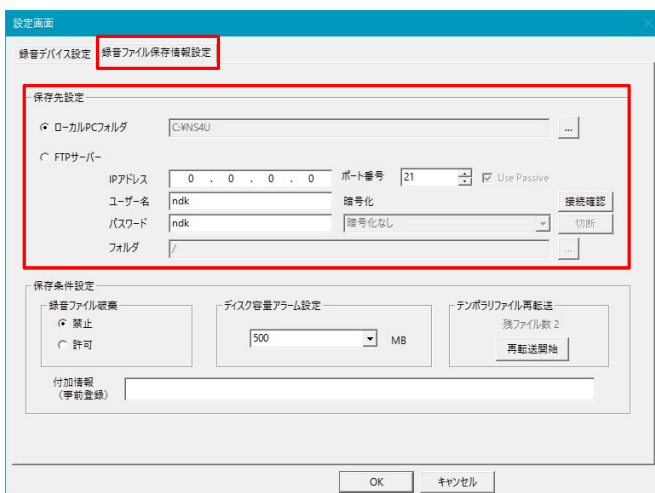 設定画面
録音デバイス設定 録音ファイル保存情報設定
保存先設定
ローカルPCフォルダ C:¥NS4U ...
FTPサーバー
IPアドレス 0 . 0 . 0 . 0 ポート番号 21 Use Passive
ユーザー名 ndk 暗号化 接続確認
パスワード ndk 暗号化なし 切断
フォルダ / ...
保存条件設定
録音ファイル破棄 ディスク容量アラーム設定 テンポラリファイル再転送
禁止 残ファイル数 2
500 MB
許可 再転送開始
付加情報
（事前登録）
OK キャンセル